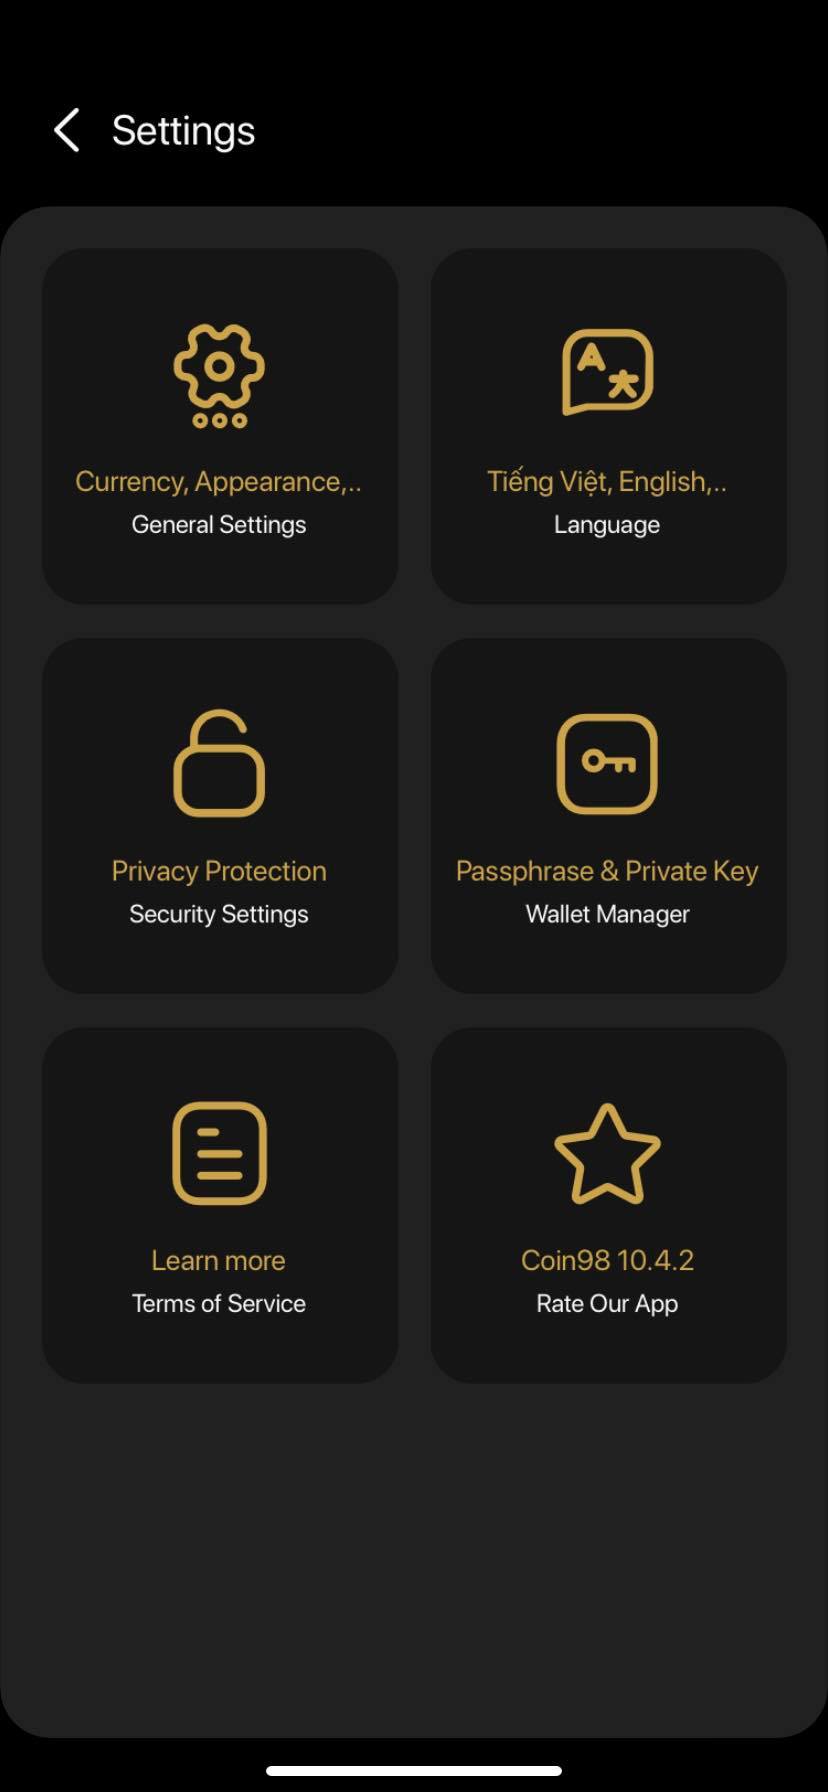 Settings
Currency, Appearance,..
General Settings
Tiếng Việt, English,..
Language
Privacy Protection
Security Settings
Passphrase & Private Key
Wallet Manager
Learn more
Terms of Service
Coin98 10.4.2
Rate Our App